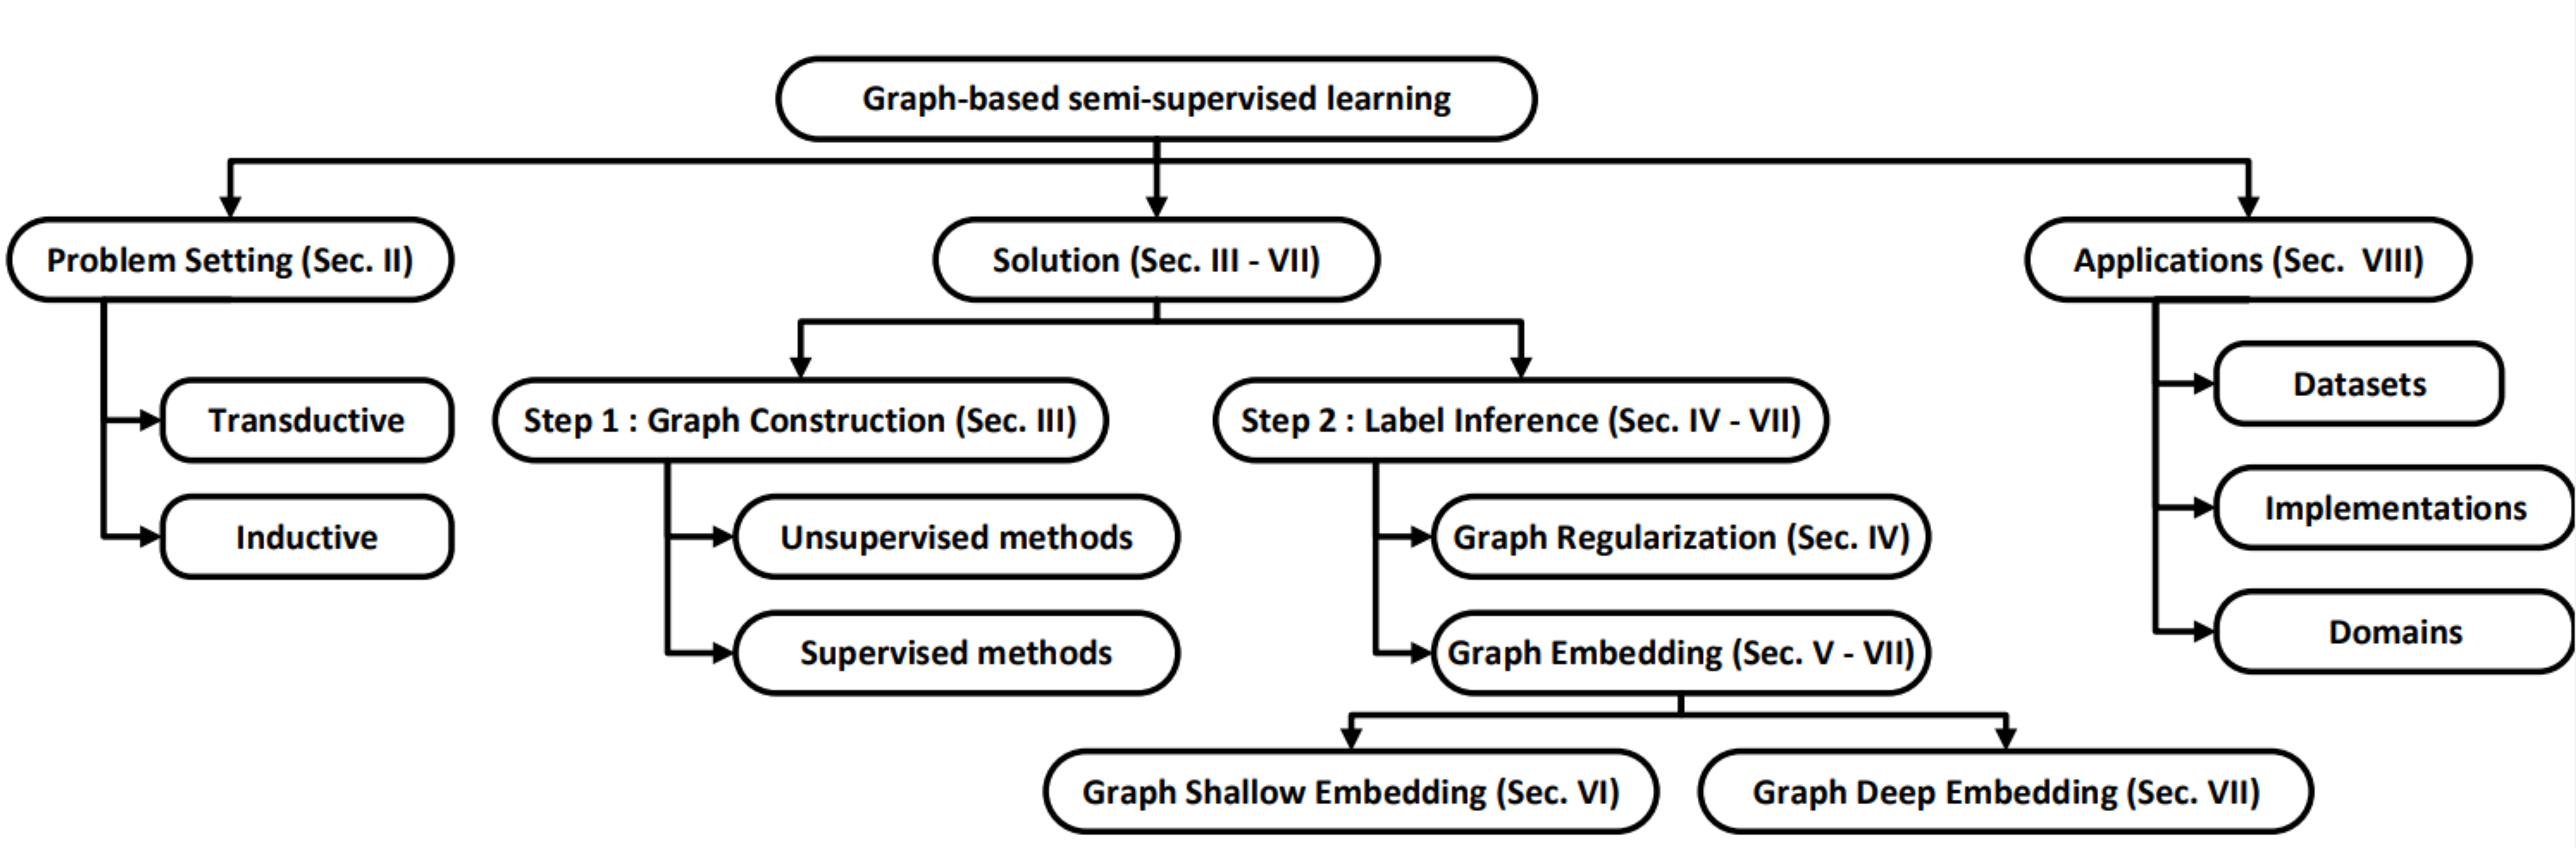 Graph-based semi-supervised learning
Problem Setting (Sec. II)
Solution (Sec. III - VII)
Applications (Sec. VIII)
Transductive
Inductive
Step 1 : Graph Construction (Sec. III)
Unsupervised methods
Supervised methods
Step 2 : Label Inference (Sec. IV - VII)
Graph Regularization (Sec. IV)
Graph Embedding (Sec. V - VII)
Graph Shallow Embedding (Sec. VI)
Graph Deep Embedding (Sec. VII)
Datasets
Implementations
Domains